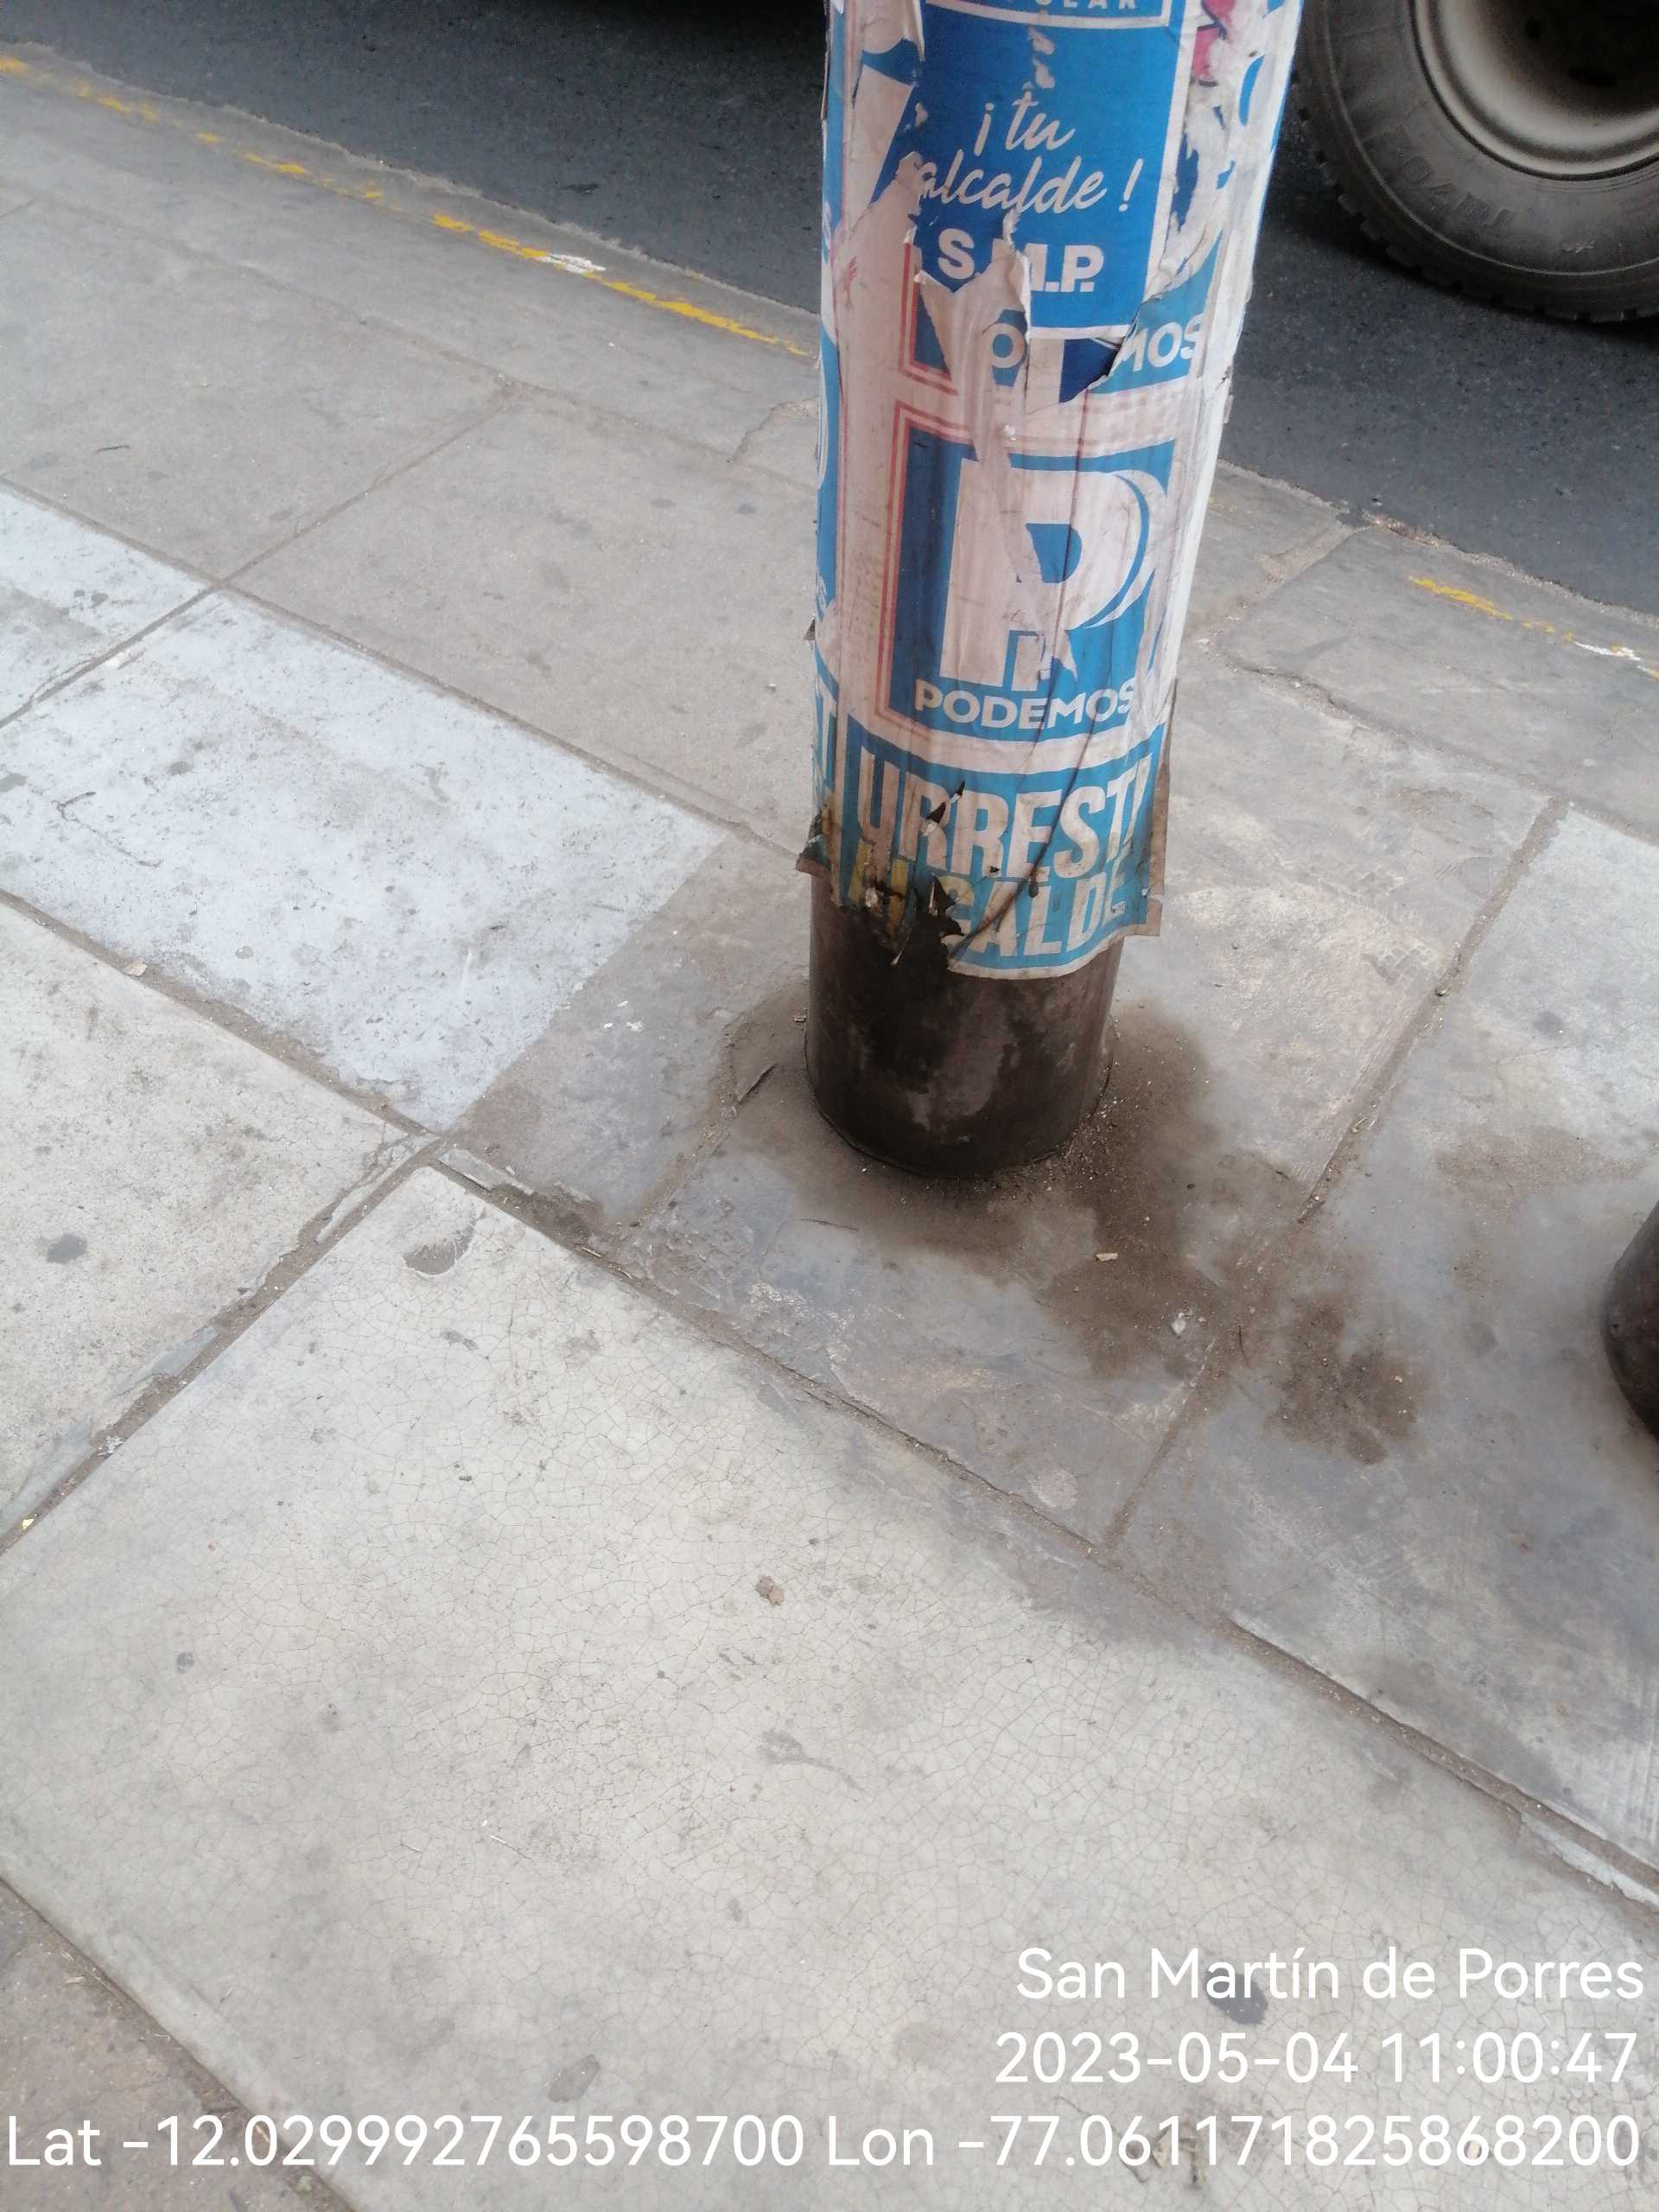 ¡tu
alcalde!
S.M.P.
PODEMOS
URRESTI
ALCALDE
San Martín de Porres
2023-05-04 11:00:47
Lat -12.029992765598700 Lon -77.061171825868200